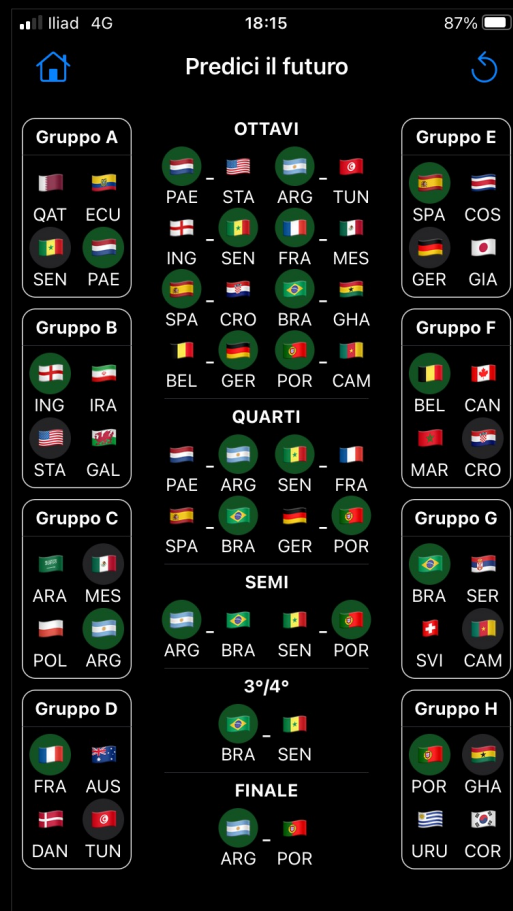 Iliad 4G 18:15 87%
Predici il futuro
Gruppo A
QAT ECU
SEN PAE
Gruppo B
ING IRA
STA GAL
Gruppo C
ARA MES
POL ARG
Gruppo D
FRA AUS
DAN TUN
OTTAVI
PAE - STA ARG - TUN
ING - SEN FRA - MES
SPA - CRO BRA - GHA
BEL - GER POR - CAM
QUARTI
PAE - ARG SEN - FRA
SPA - BRA GER - POR
SEMI
ARG - BRA SEN - POR
3°/4°
BRA - SEN
FINALE
ARG - POR
Gruppo E
SPA COS
GER GIA
Gruppo F
BEL CAN
MAR CRO
Gruppo G
BRA SER
SVI CAM
Gruppo H
POR GHA
URU COR